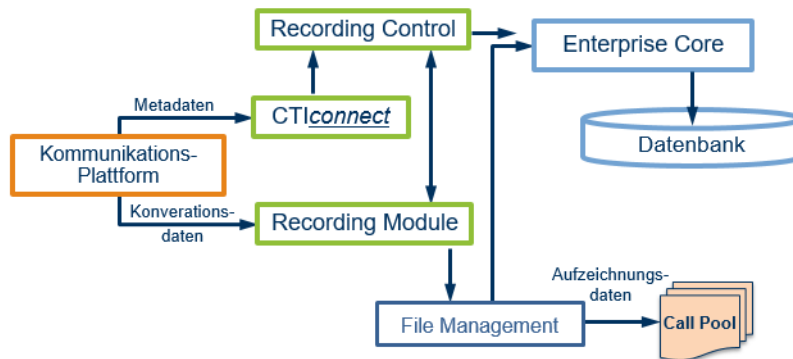 Recording Control
Enterprise Core
Metadaten
CTIconnect
Datenbank
Kommunikations-
Plattform
Konverations-
daten
Recording Module
Aufzeichnungs-
daten
File Management
Call Pool